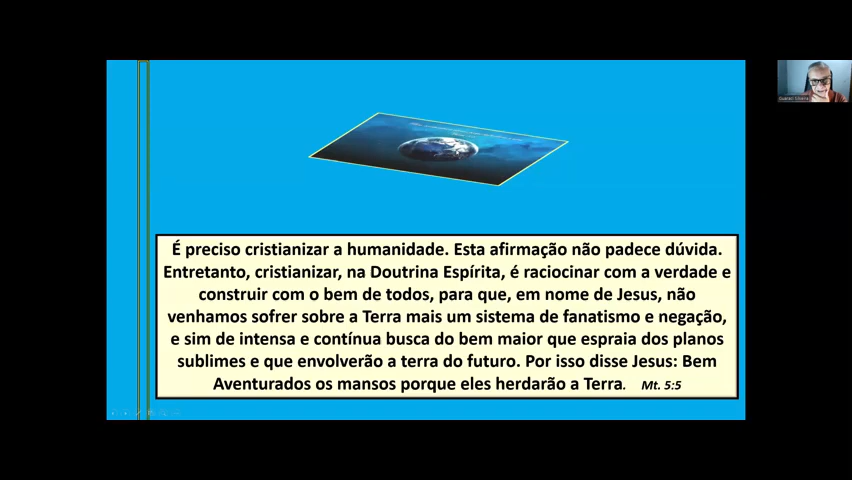 É preciso cristianizar a humanidade. Esta afirmação não padece dúvida.
Entretanto, cristianizar, na Doutrina Espírita, é raciocinar com a verdade e
construir com o bem de todos, para que, em nome de Jesus, não
venhamos sofrer sobre a Terra mais um sistema de fanatismo e negação,
e sim de intensa e contínua busca do bem maior que espraia dos planos
sublimes e que envolverão a terra do futuro. Por isso disse Jesus: Bem
Aventurados os mansos porque eles herdarão a Terra. Mt. 5:5